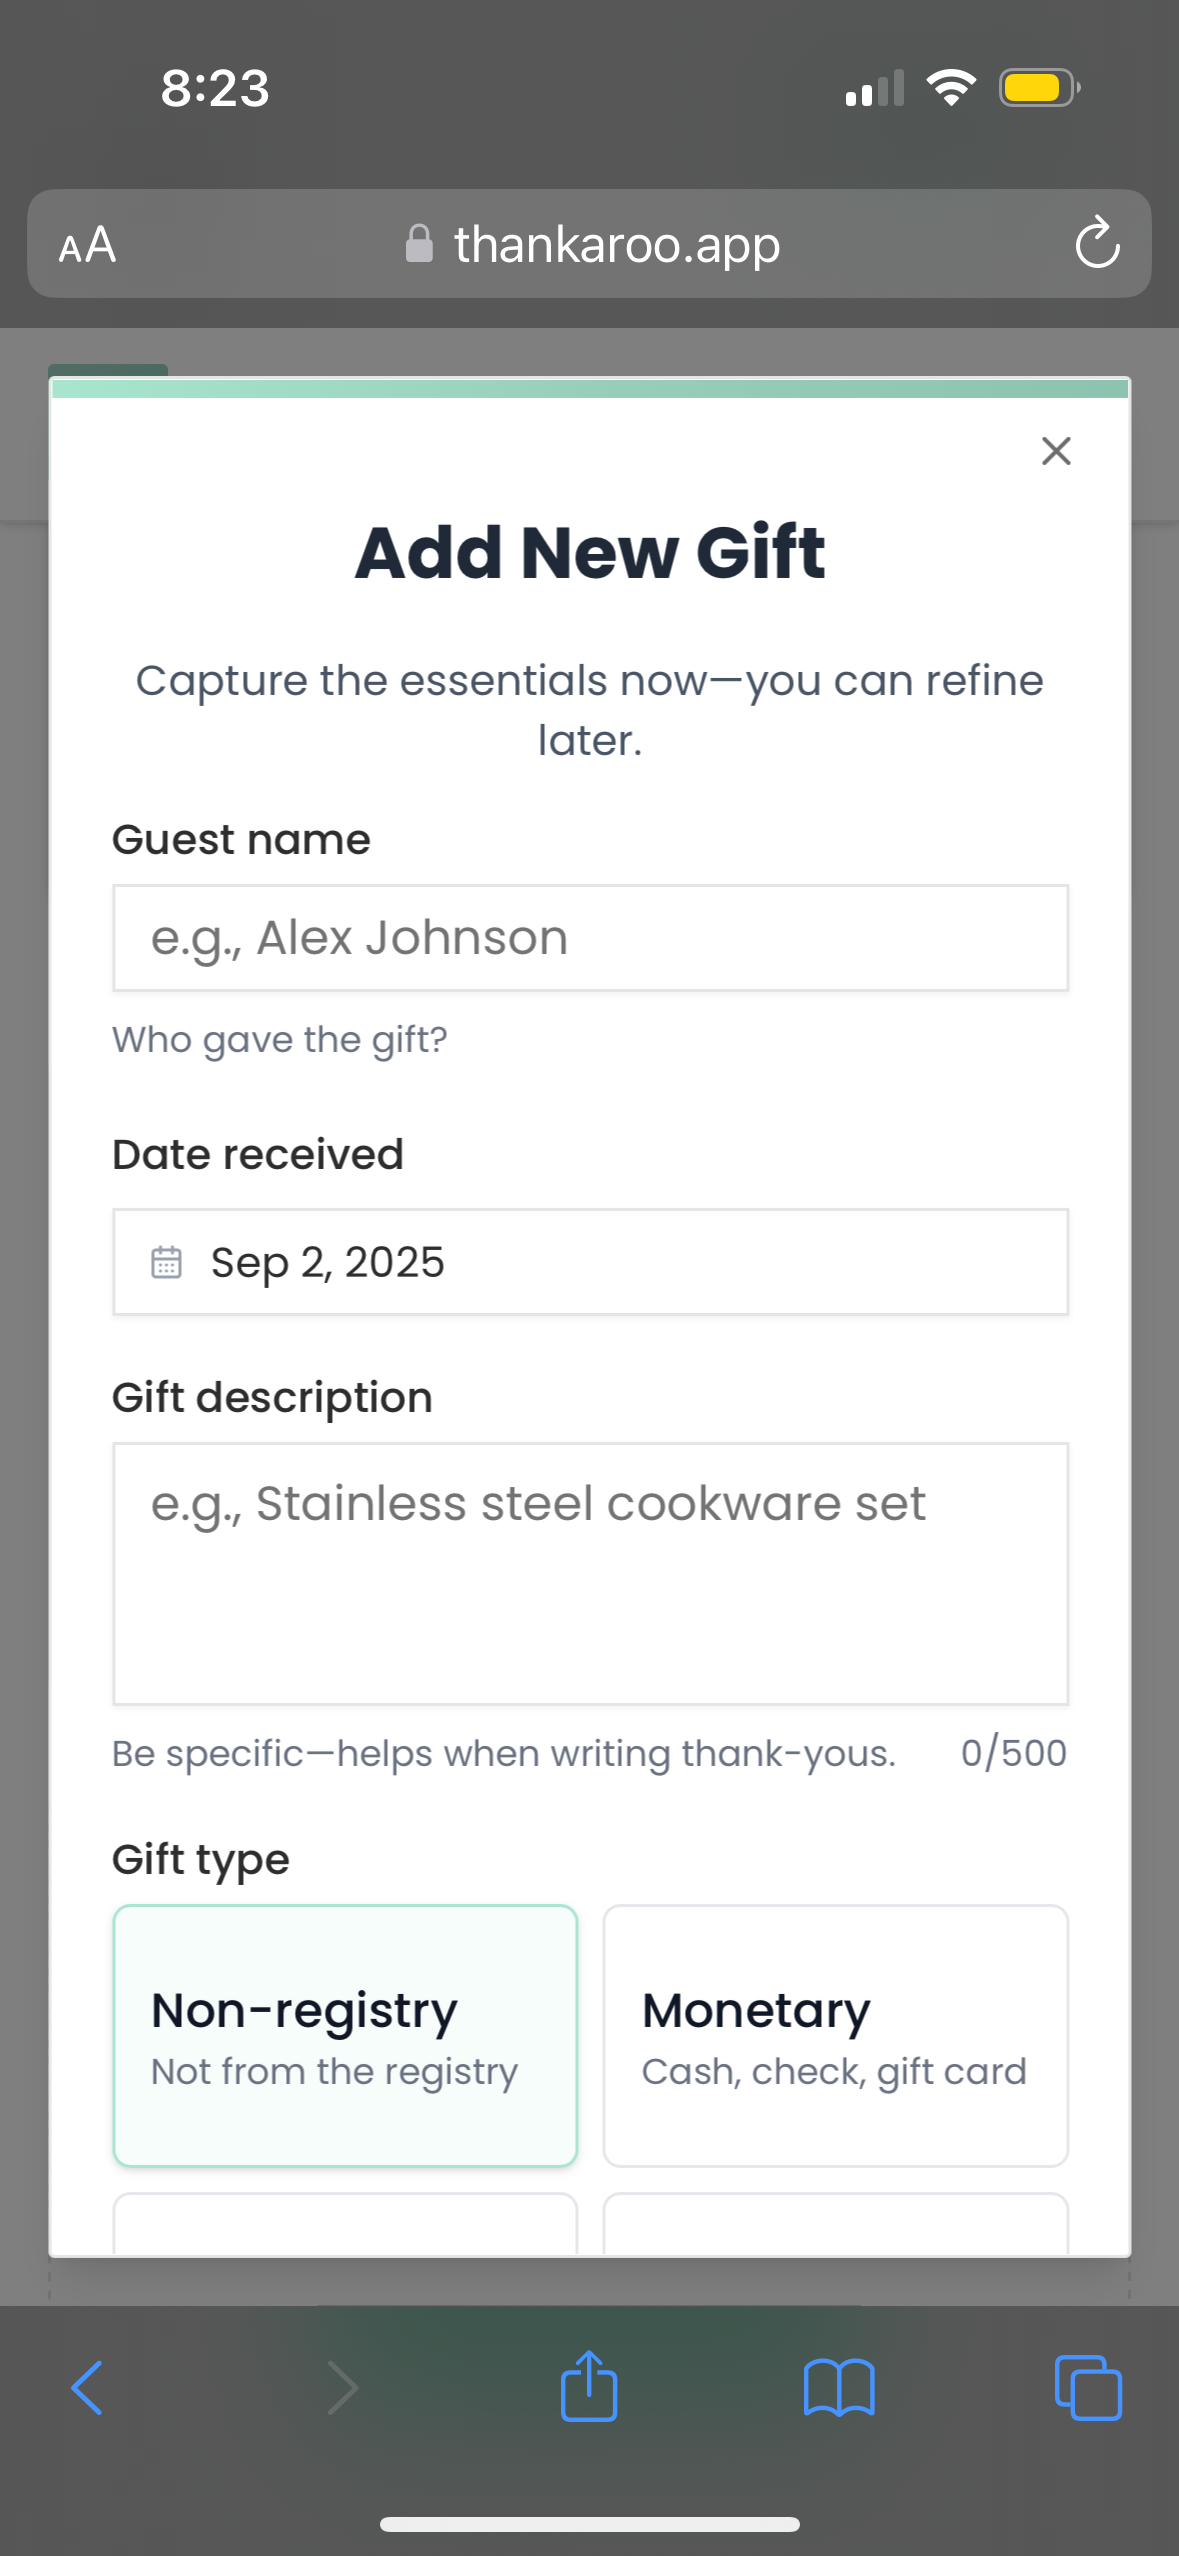 8:23
AA
thankaroo.app
Add New Gift
Capture the essentials now—you can refine
later.
Guest name
e.g., Alex Johnson
Who gave the gift?
Date received
Sep 2, 2025
Gift description
e.g., Stainless steel cookware set
Be specific—helps when writing thank-yous. 0/500
Gift type
Non-registry
Not from the registry
Monetary
Cash, check, gift card